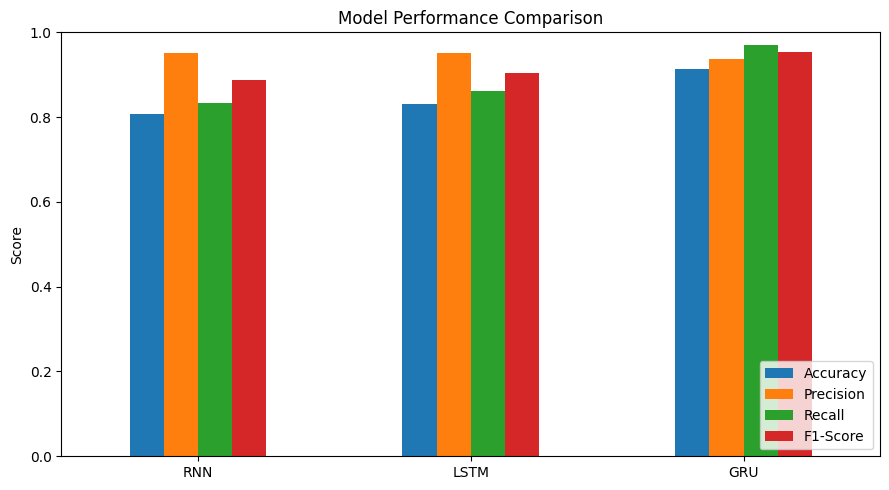 Model Performance Comparison
1.0
0.8
0.6
0.4
0.2
0.0
Score
RNN
LSTM
GRU
Accuracy
Precision
Recall
F1-Score